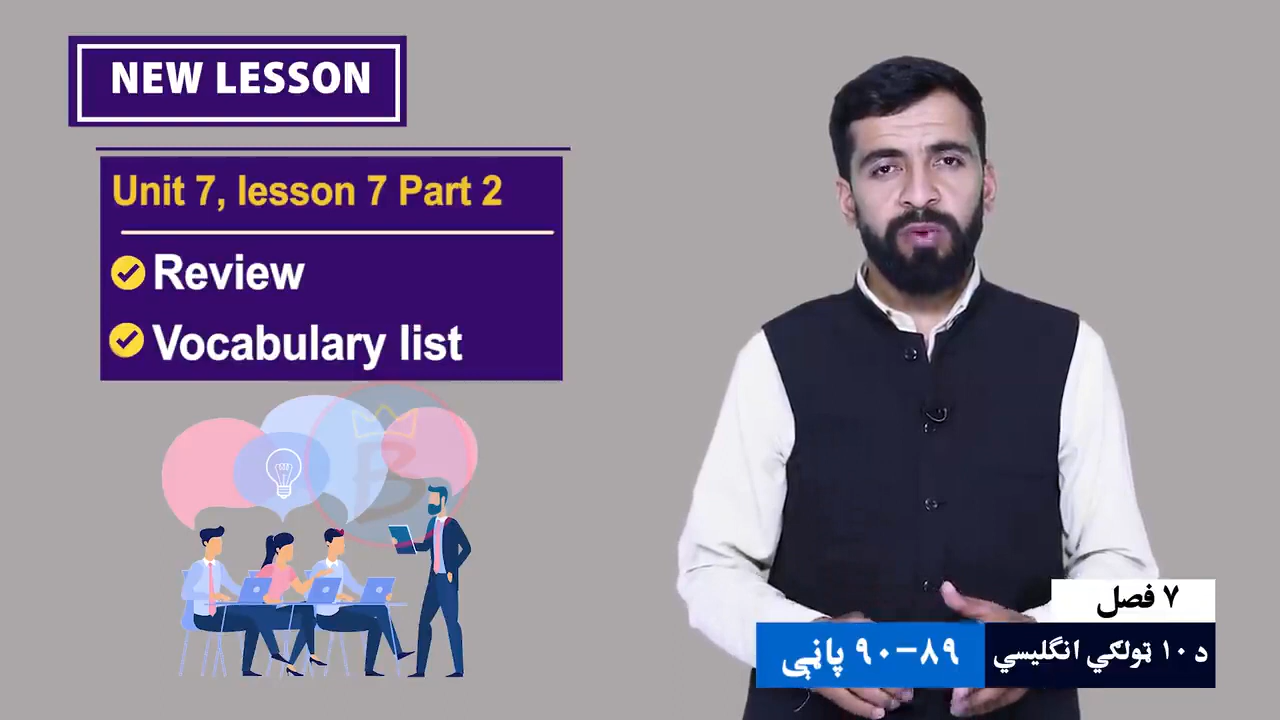 NEW LESSON
Unit 7, lesson 7 Part 2
Review
Vocabulary list
۷ فصل
د ۱۰ ټولګي انګلیسي
۸۹-۹۰ پاڼې
B